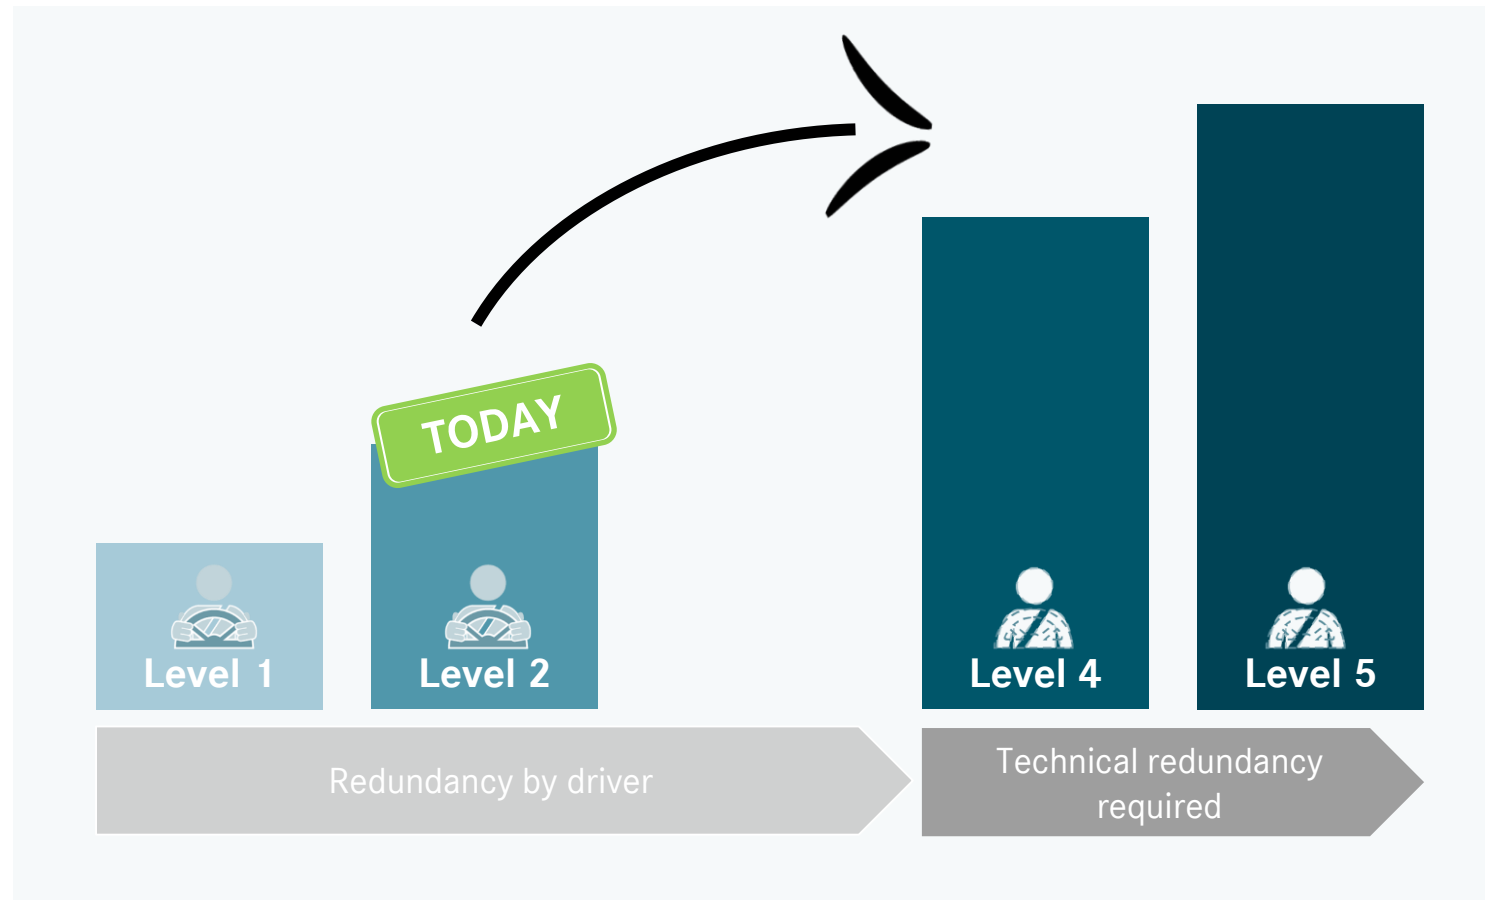 TODAY
Level 1
Level 2
Level 4
Level 5
Redundancy by driver
Technical redundancy
required